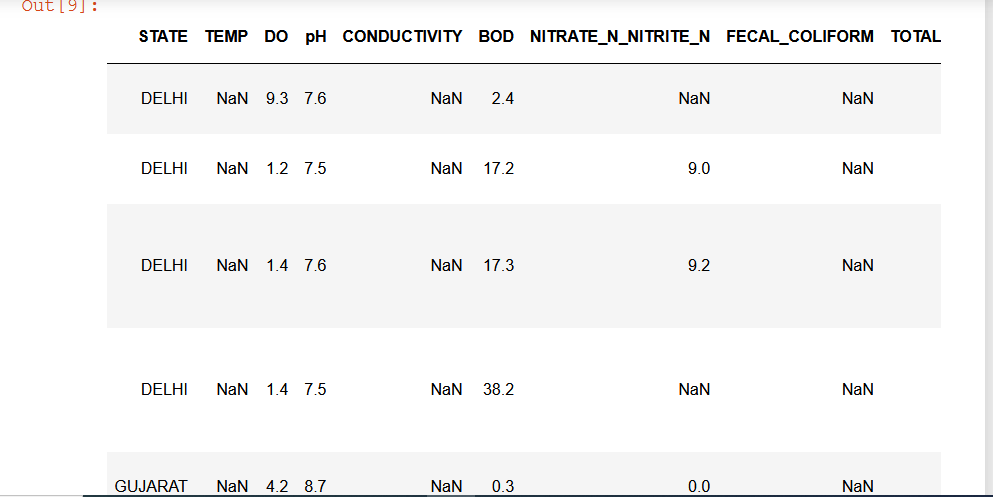 Out[9]:
STATE TEMP DO pH CONDUCTIVITY BOD NITRATE_N_NITRITE_N FECAL_COLIFORM TOTAL
DELHI NaN 9.3 7.6 NaN 2.4 NaN NaN
DELHI NaN 1.2 7.5 NaN 17.2 9.0 NaN
DELHI NaN 1.4 7.6 NaN 17.3 9.2 NaN
DELHI NaN 1.4 7.5 NaN 38.2 NaN NaN
GUJARAT NaN 4.2 8.7 NaN 0.3 0.0 NaN